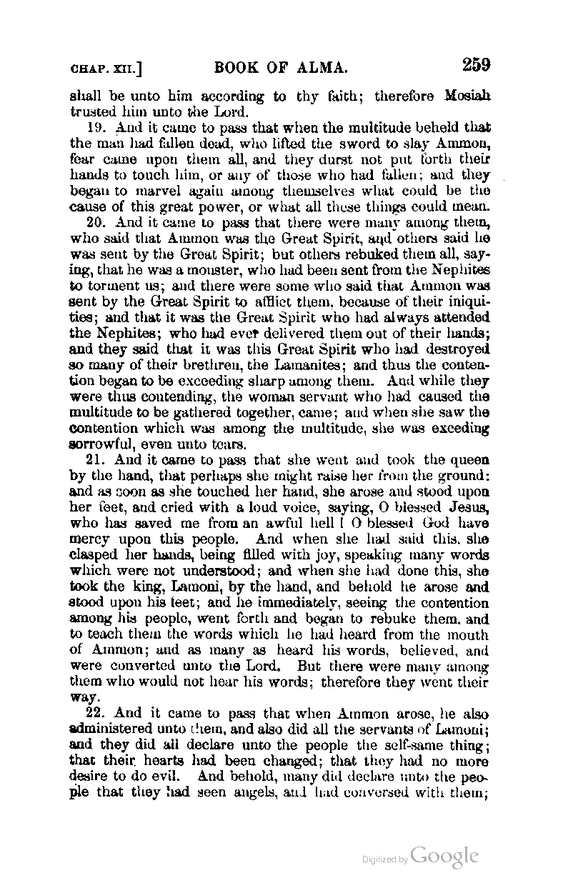 CHAP. XII.] BOOK OF ALMA. 259
shall be unto him according to thy faith; therefore Mosiah
trusted him unto the Lord.
19. And it came to pass that when the multitude beheld that
the man had fallen dead, who lifted the sword to slay Ammon,
fear came upon them all, and they durst not put forth their
hands to touch him, or any of those who had fallen; and they
began to marvel again among themselves what could be the
cause of this great power, or what all these things could mean.
20. And it came to pass that there were many among them,
who said that Ammon was the Great Spirit, and others said he
was sent by the Great Spirit; but others rebuked them all, say-
ing, that he was a monster, who had been sent from the Nephites
to torment us; and there were some who said that Ammon was
sent by the Great Spirit to afflict them, because of their iniqui-
ties; and that it was the Great Spirit who had always attended
the Nephites; who had ever delivered them out of their hands;
and they said that it was this Great Spirit who had destroyed
so many of their brethren, the Lamanites; and thus the conten-
tion began to be exceeding sharp among them. And while they
were thus contending, the woman servant who had caused the
multitude to be gathered together, came; and when she saw the
contention which was among the multitude, she was exceding
sorrowful, even unto tears.
21. And it came to pass that she went and took the queen
by the hand, that perhaps she might raise her from the ground:
and as soon as she touched her hand, she arose and stood upon
her feet, and cried with a loud voice, saying, O blessed Jesus,
who has saved me from an awful hell! O blessed God have
mercy upon this people. And when she had said this, she
clasped her hands, being filled with joy, speaking many words
which were not understood; and when she had done this, she
took the king, Lamoni, by the hand, and behold he arose and
stood upon his feet; and he immediately, seeing the contention
among his people, went forth and began to rebuke them, and
to teach them the words which he had heard from the mouth
of Ammon; and as many as heard his words, believed, and
were converted unto the Lord. But there were many among
them who would not hear his words; therefore they went their
way.
22. And it came to pass that when Ammon arose, he also
administered unto them, and also did all the servants of Lamoni;
and they did all declare unto the people the self-same thing;
that their hearts had been changed; that they had no more
desire to do evil. And behold, many did declare unto the peo-
ple that they had seen angels, and had conversed with them;
Digitized by Google